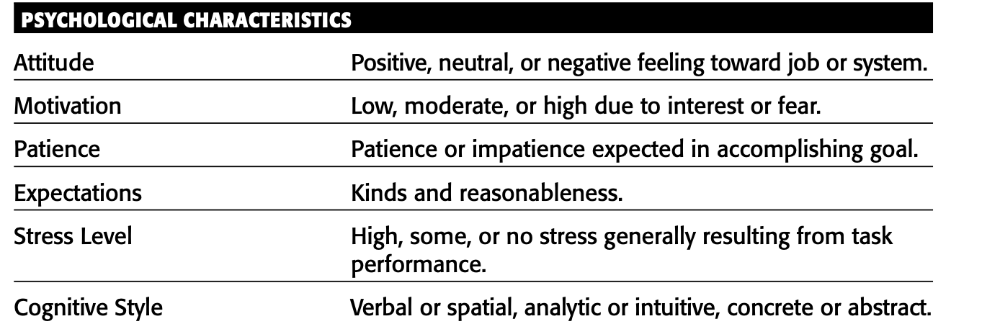 PSYCHOLOGICAL CHARACTERISTICS
Attitude Positive, neutral, or negative feeling toward job or system.
Motivation Low, moderate, or high due to interest or fear.
Patience Patience or impatience expected in accomplishing goal.
Expectations Kinds and reasonableness.
Stress Level High, some, or no stress generally resulting from task
performance.
Cognitive Style Verbal or spatial, analytic or intuitive, concrete or abstract.